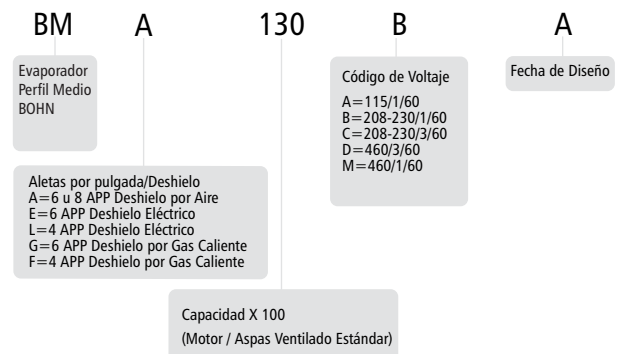 BM A 130 B A
Evaporador
Perfil Medio
BOHN
Código de Voltaje
A=115/1/60
B=208-230/1/60
C=208-230/3/60
D=460/3/60
M=460/1/60
Fecha de Diseño
Aletas por pulgada/Deshielo
A=6 u 8 APP Deshielo por Aire
E=6 APP Deshielo Eléctrico
L=4 APP Deshielo Eléctrico
G=6 APP Deshielo por Gas Caliente
F=4 APP Deshielo por Gas Caliente
Capacidad X 100
(Motor / Aspas Ventilado Estándar)